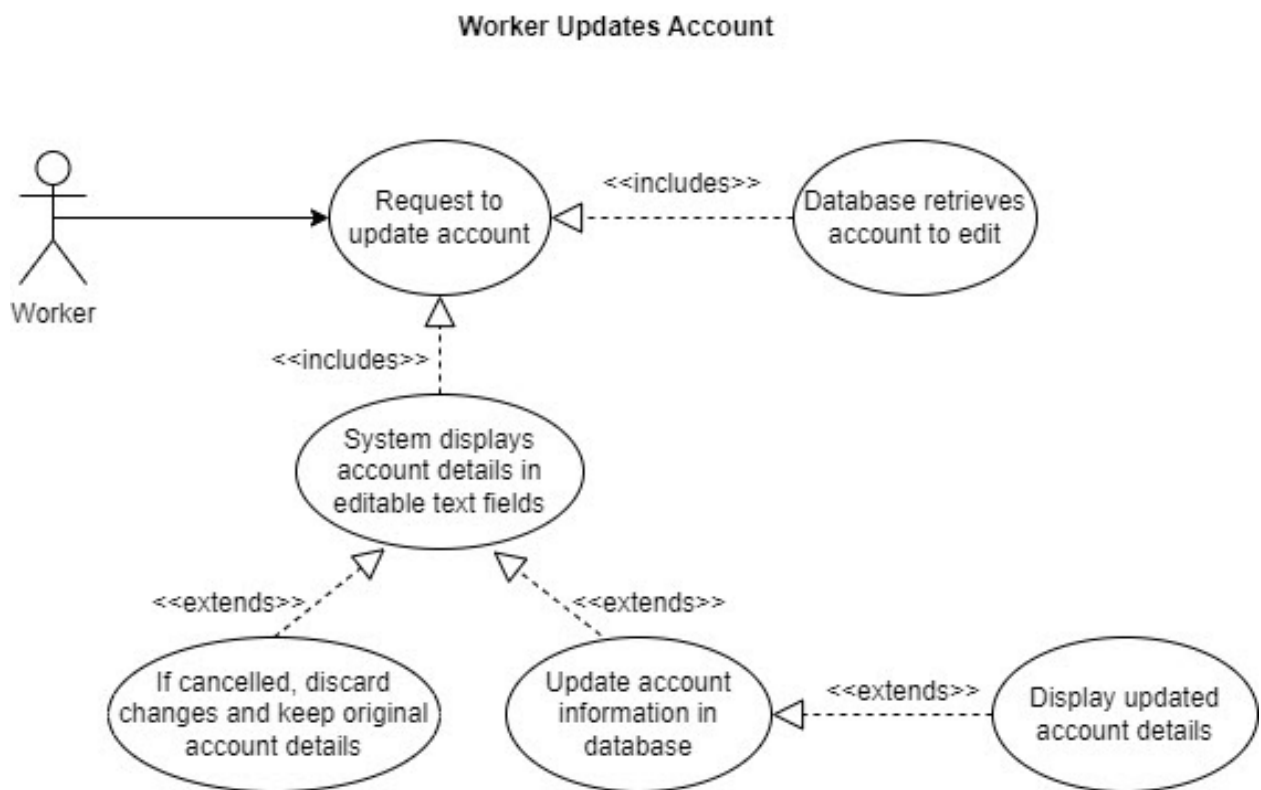 Worker Updates Account
Request to
update account
<<includes>>
Database retrieves
account to edit
Worker
<<includes>>
System displays
account details in
editable text fields
<<extends>>
<<extends>>
If cancelled, discard
changes and keep original
account details
Update account
information in
database
<<extends>>
Display updated
account details